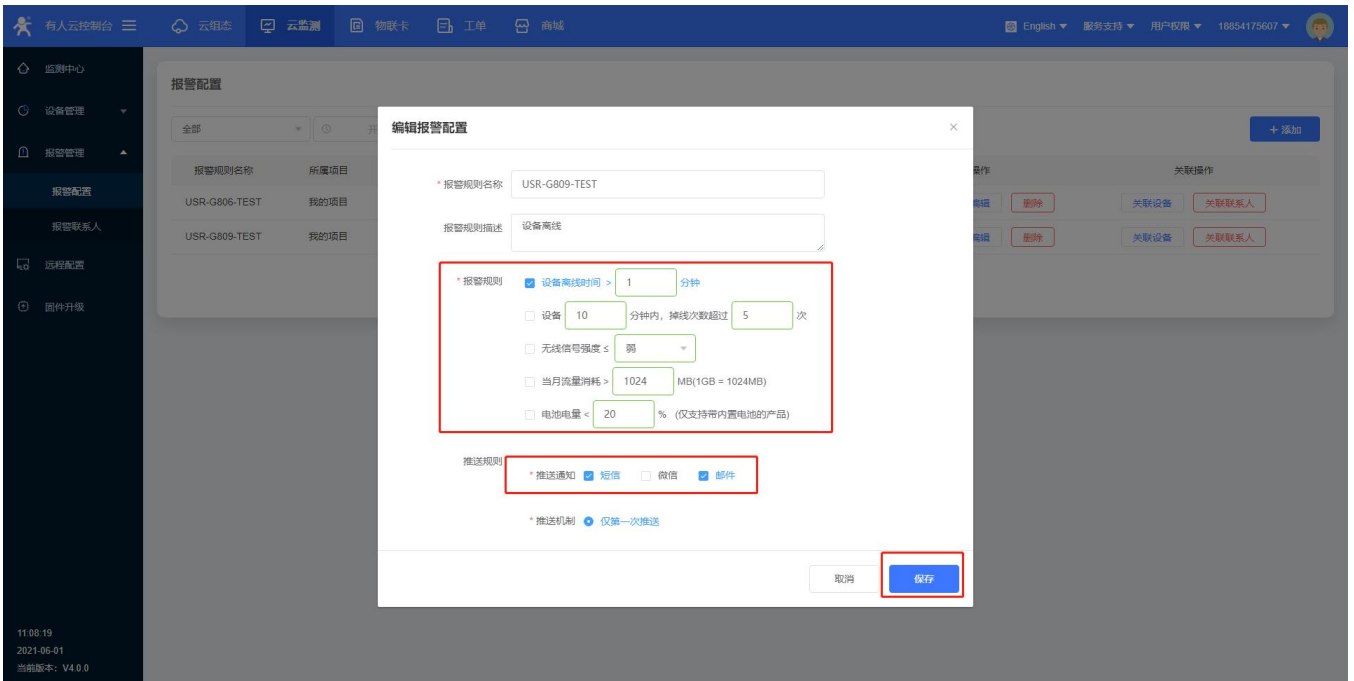 有人云控制台 云组态 云监测 物联卡 工单 商城 English 服务支持 用户权限 18854175607
监测中心
设备管理
报警管理
报警配置
报警联系人
远程配置
固件升级
11:08:19
2021-06-01
当前版本：V4.0.0
报警配置
全部 开
+ 添加
报警规则名称 所属项目 操作 关联操作
USR-G806-TEST 我的项目 编辑 删除 关联设备 关联联系人
USR-G809-TEST 我的项目 编辑 删除 关联设备 关联联系人
编辑报警配置 ×
* 报警规则名称 USR-G809-TEST
报警规则描述 设备离线
* 报警规则 设备离线时间 > 1 分钟
设备 10 分钟内，掉线次数超过 5 次
无线信号强度 ≤ 弱
当月流量消耗 > 1024 MB(1GB = 1024MB)
电池电量 < 20 % (仅支持带内置电池的产品)
推送规则
* 推送通知 短信 微信 邮件
* 推送机制 仅第一次推送
取消 保存